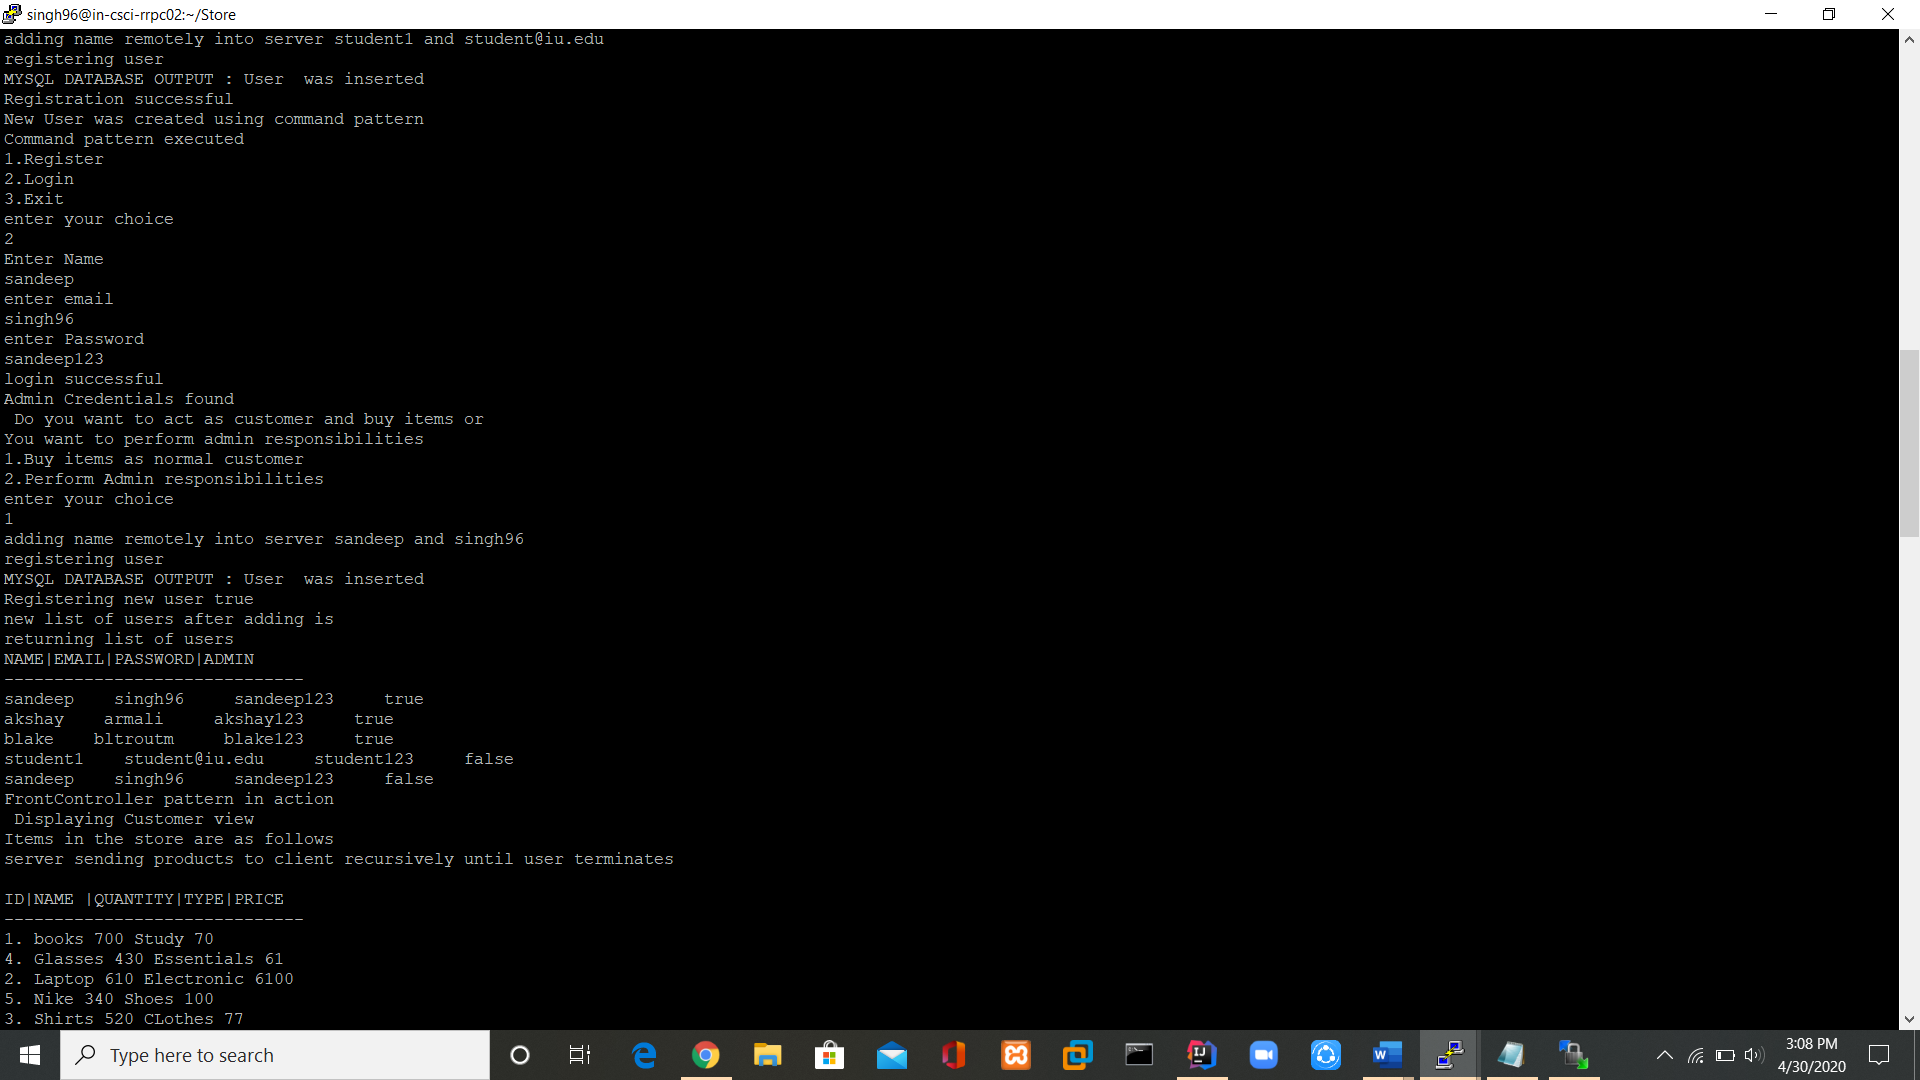 singh96@in-csci-rrpc02:~/Store
adding name remotely into server student1 and student@iu.edu
registering user
MYSQL DATABASE OUTPUT : User  was inserted
Registration successful
New User was created using command pattern
Command pattern executed
1.Register
2.Login
3.Exit
enter your choice
2
Enter Name
sandeep
enter email
singh96
enter Password
sandeep123
login successful
Admin Credentials found
 Do you want to act as customer and buy items or
You want to perform admin responsibilities
1.Buy items as normal customer
2.Perform Admin responsibilities
enter your choice
1
adding name remotely into server sandeep and singh96
registering user
MYSQL DATABASE OUTPUT : User  was inserted
Registering new user true
new list of users after adding is
returning list of users
NAME|EMAIL|PASSWORD|ADMIN
------------------------------
sandeep    singh96     sandeep123     true
akshay    armali     akshay123     true
blake    bltroutm     blake123     true
student1    student@iu.edu     student123     false
sandeep    singh96     sandeep123     false
FrontController pattern in action
 Displaying Customer view
Items in the store are as follows
server sending products to client recursively until user terminates
ID|NAME |QUANTITY|TYPE|PRICE
------------------------------
1. books 700 Study 70
4. Glasses 430 Essentials 61
2. Laptop 610 Electronic 6100
5. Nike 340 Shoes 100
3. Shirts 520 CLothes 77
Type here to search
3:08 PM
4/30/2020